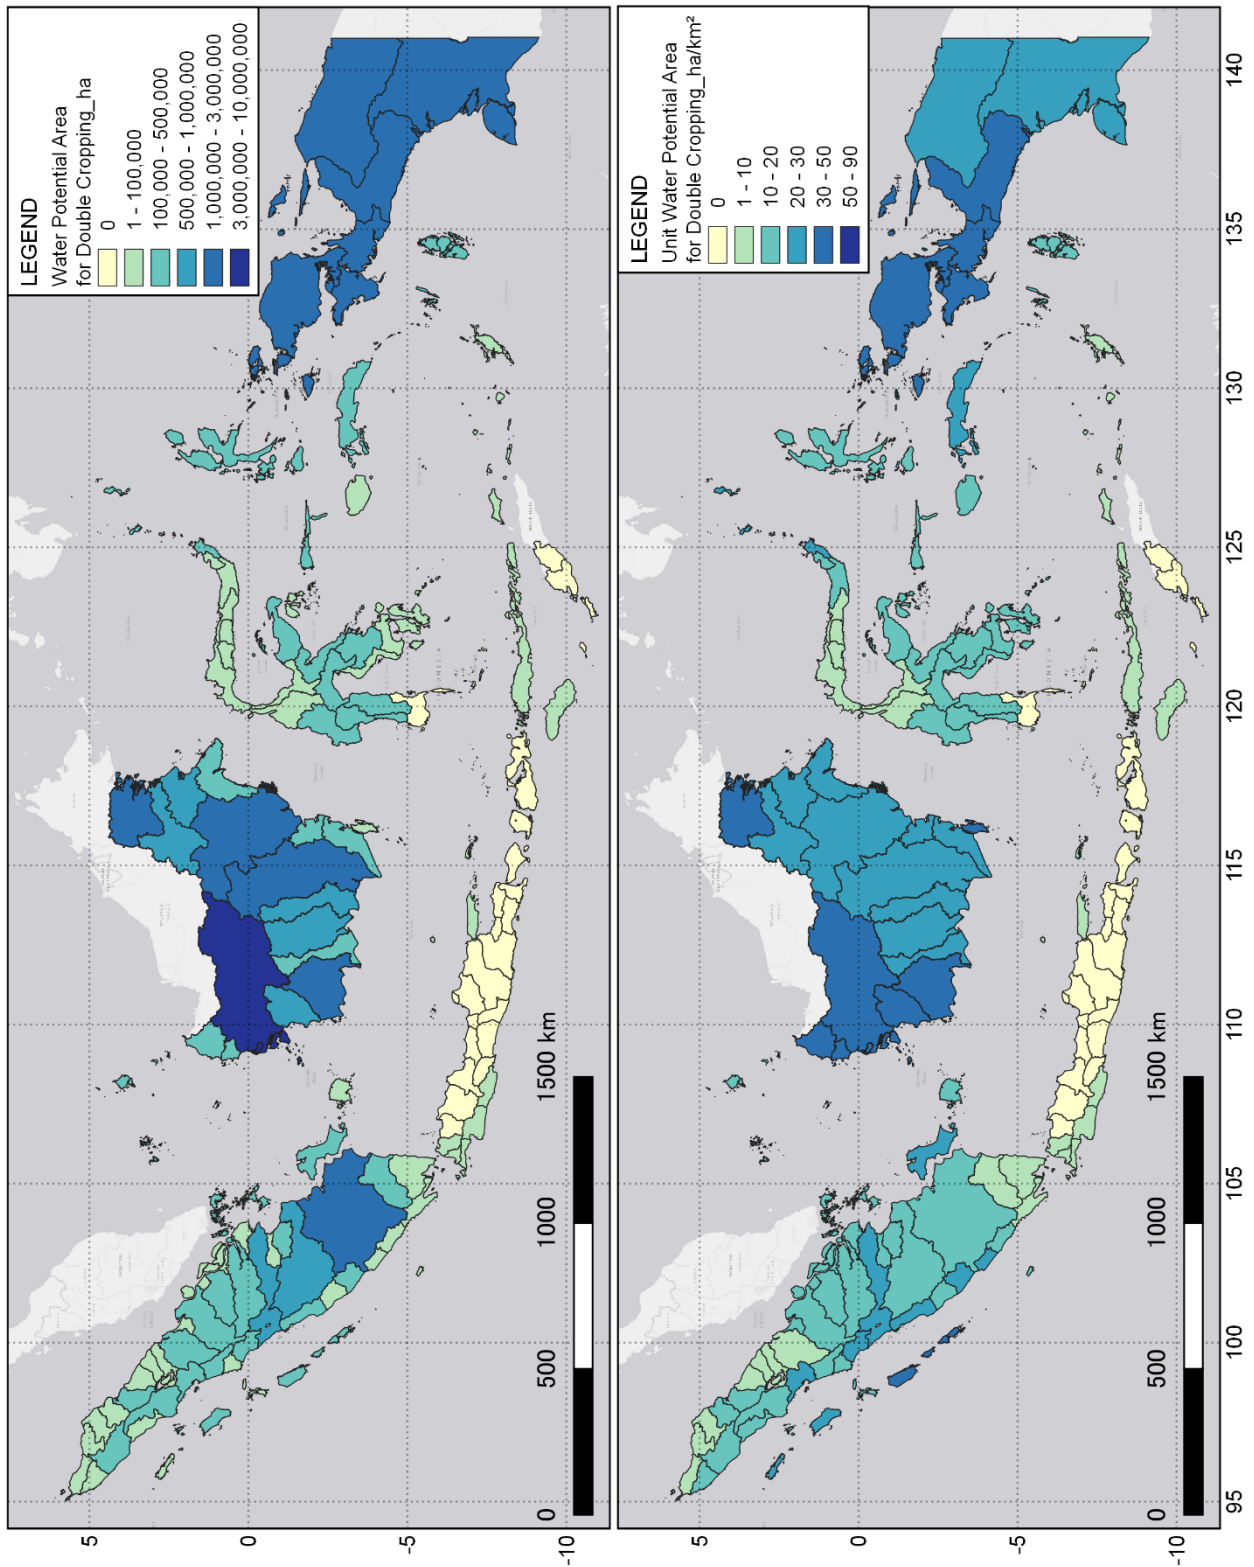 LEGEND
Water Potential Area
for Double Cropping_ha
0
1 - 100,000
100,000 - 500,000
500,000 - 1,000,000
1,000,000 - 3,000,000
3,000,000 - 10,000,000
5
0
-5
-10
0 500 1000 1500 km
LEGEND
Unit Water Potential Area
for Double Cropping_ha/km²
0
1 - 10
10 - 20
20 - 30
30 - 50
50 - 90
5
0
-5
-10
0 500 1000 1500 km
95 100 105 110 115 120 125 130 135 140